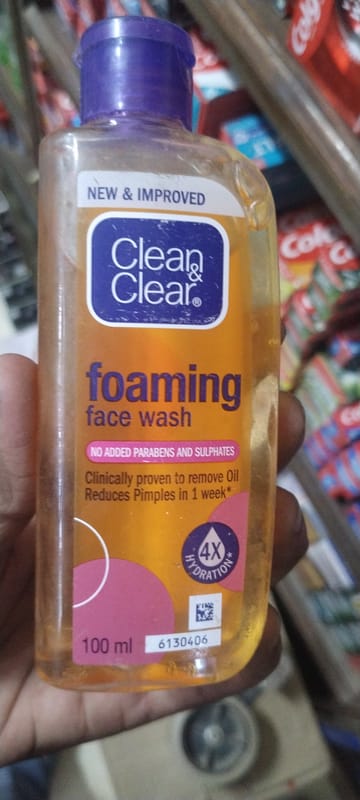 NEW & IMPROVED
Clean &
Clear®
foaming
face wash
NO ADDED PARABENS AND SULPHATES
Clinically proven to remove Oil
Reduces Pimples in 1 week*
4X
HYDRATION*
100 ml
6130406
Colg